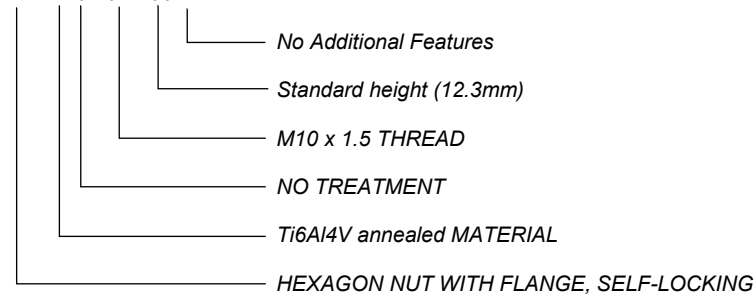 No Additional Features
Standard height (12.3mm)
M10 x 1.5 THREAD
NO TREATMENT
Ti6Al4V annealed MATERIAL
HEXAGON NUT WITH FLANGE, SELF-LOCKING